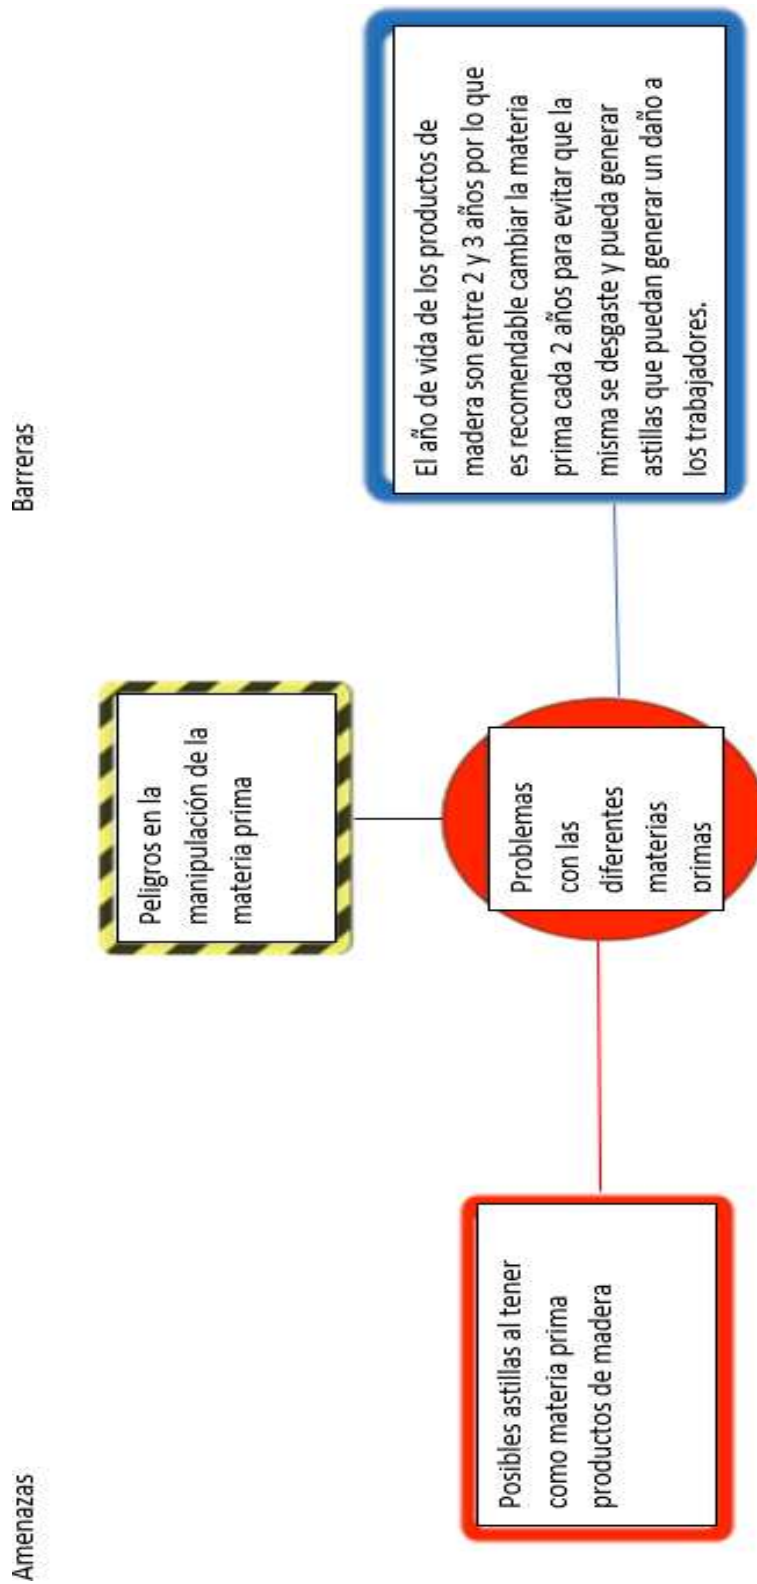 Amenazas
Barreras
Peligros en la
manipulación de la
materia prima
Posibles astillas al tener
como materia prima
productos de madera
Problemas
con las
diferentes
materias
primas
El año de vida de los productos de
madera son entre 2 y 3 años por lo que
es recomendable cambiar la materia
prima cada 2 años para evitar que la
misma se desgaste y pueda generar
astillas que puedan generar un daño a
los trabajadores.